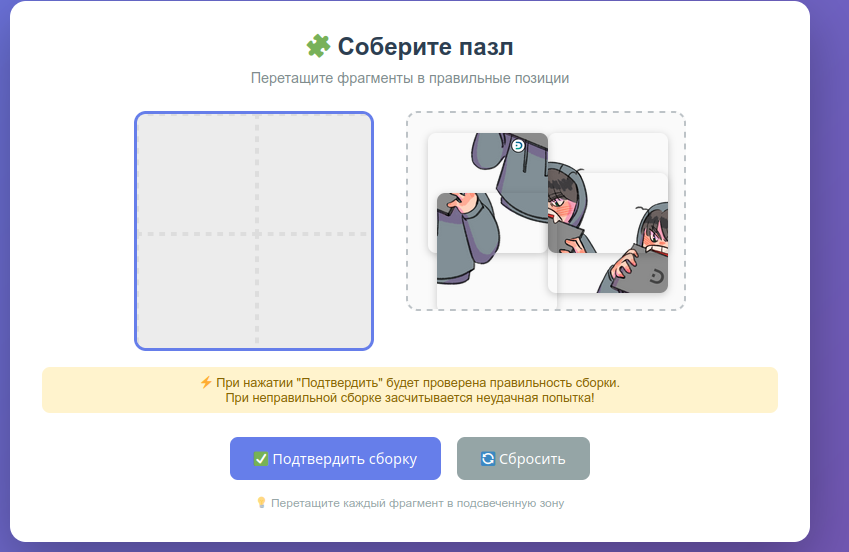 Соберите пазл
Перетащите фрагменты в правильные позиции
При нажатии "Подтвердить" будет проверена правильность сборки.
При неправильной сборке засчитывается неудачная попытка!
Подтвердить сборку
Сбросить
Перетащите каждый фрагмент в подсвеченную зону